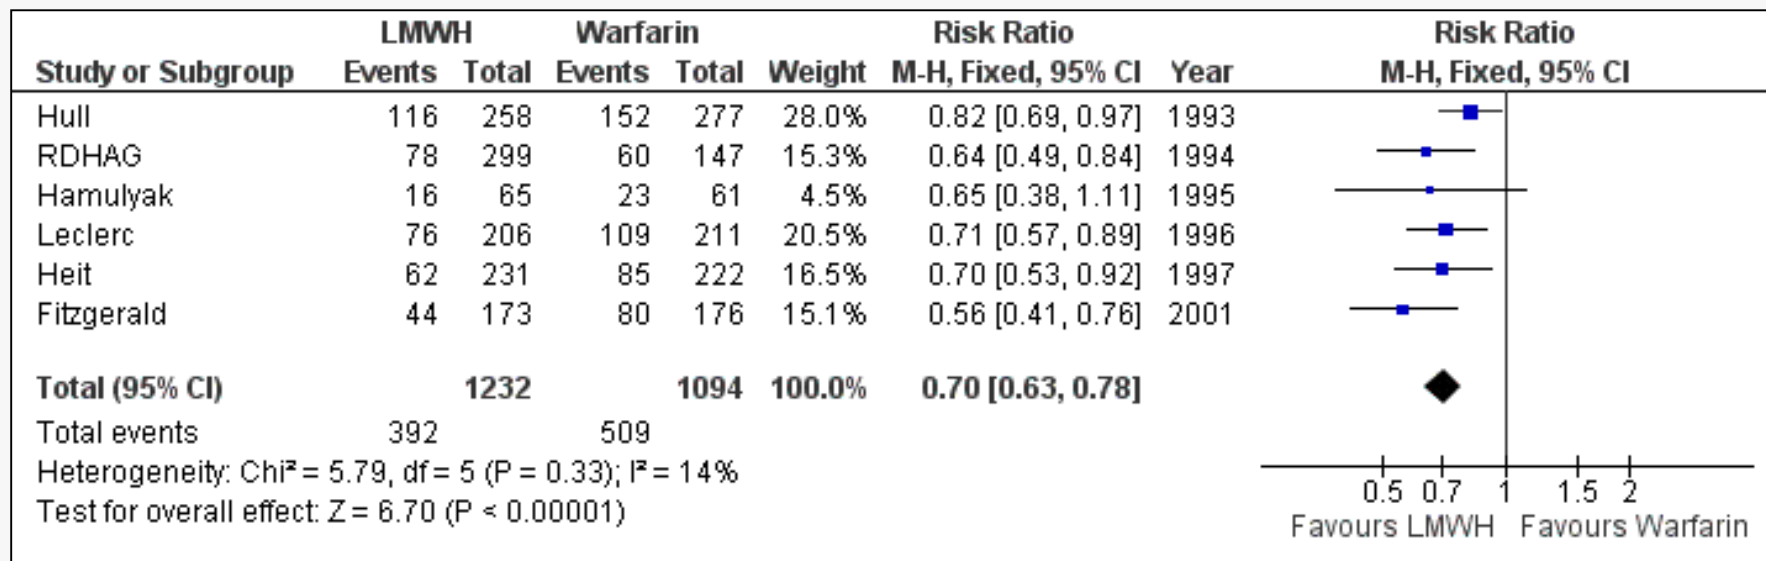 LMWH Warfarin Risk Ratio Risk Ratio
Study or Subgroup Events Total Events Total Weight M-H, Fixed, 95% CI Year M-H, Fixed, 95% CI
Hull 116 258 152 277 28.0% 0.82 [0.69, 0.97] 1993
RDHAG 78 299 60 147 15.3% 0.64 [0.49, 0.84] 1994
Hamulyak 16 65 23 61 4.5% 0.65 [0.38, 1.11] 1995
Leclerc 76 206 109 211 20.5% 0.71 [0.57, 0.89] 1996
Heit 62 231 85 222 16.5% 0.70 [0.53, 0.92] 1997
Fitzgerald 44 173 80 176 15.1% 0.56 [0.41, 0.76] 2001
Total (95% CI) 1232 1094 100.0% 0.70 [0.63, 0.78]
Total events 392 509
Heterogeneity: Chi² = 5.79, df = 5 (P = 0.33); I² = 14%
Test for overall effect: Z = 6.70 (P < 0.00001)
0.5 0.7 1 1.5 2
Favours LMWH Favours Warfarin